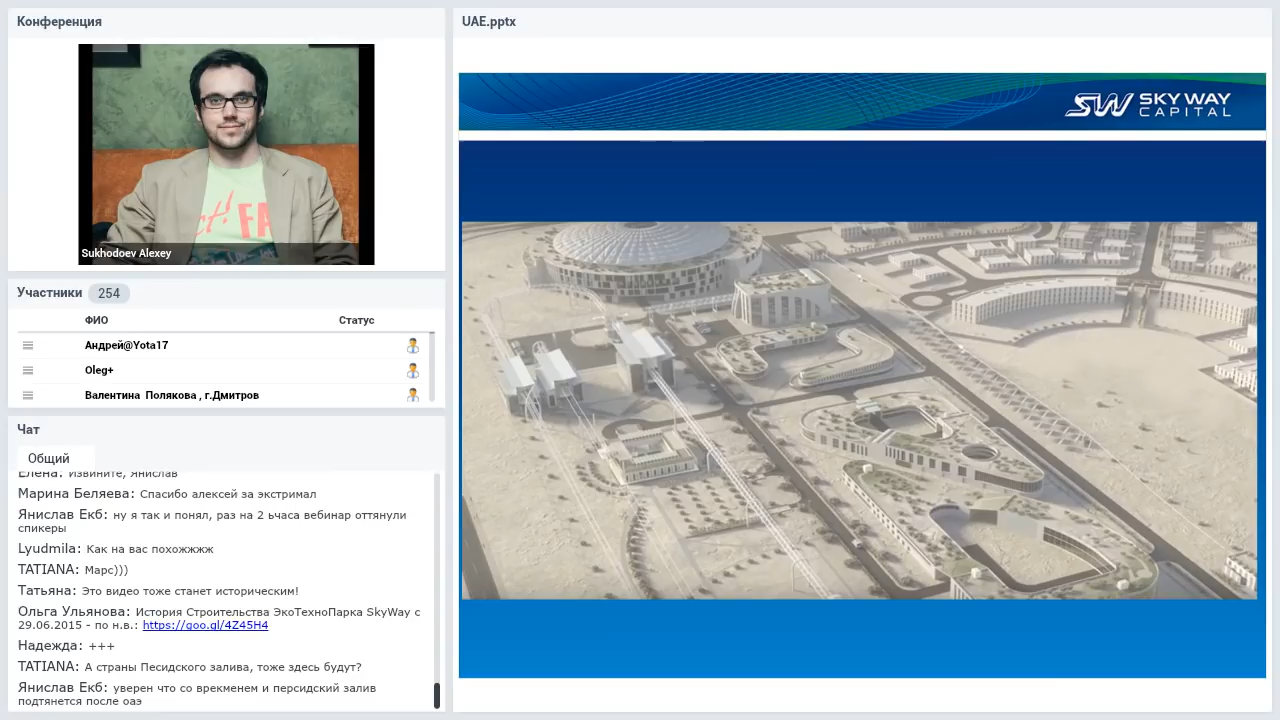 Конференция
Sukhodoev Alexey
Участники 254
ФИО Статус
Андрей@Yota17
Oleg+
Валентина Полякова , г.Дмитров
Чат
Общий
Елена: Извините, Янислав
Марина Беляева: Спасибо алексей за экстримал
Янислав Екб: ну я так и понял, раз на 2 ьчаса вебинар оттянули
спикеры
Lyudmila: Как на вас похожжжж
TATIANA: Марс)))
Татьяна: Это видео тоже станет историческим!
Ольга Ульянова: История Строительства ЭкоТехноПарка SkyWay с
29.06.2015 - по н.в.: https://goo.gl/4Z45H4
Надежда: +++
TATIANA: А страны Песидского залива, тоже здесь будут?
Янислав Екб: уверен что со врекменем и персидский залив
подтянется после оаэ
UAE.pptx
SW SKY WAY
CAPITAL